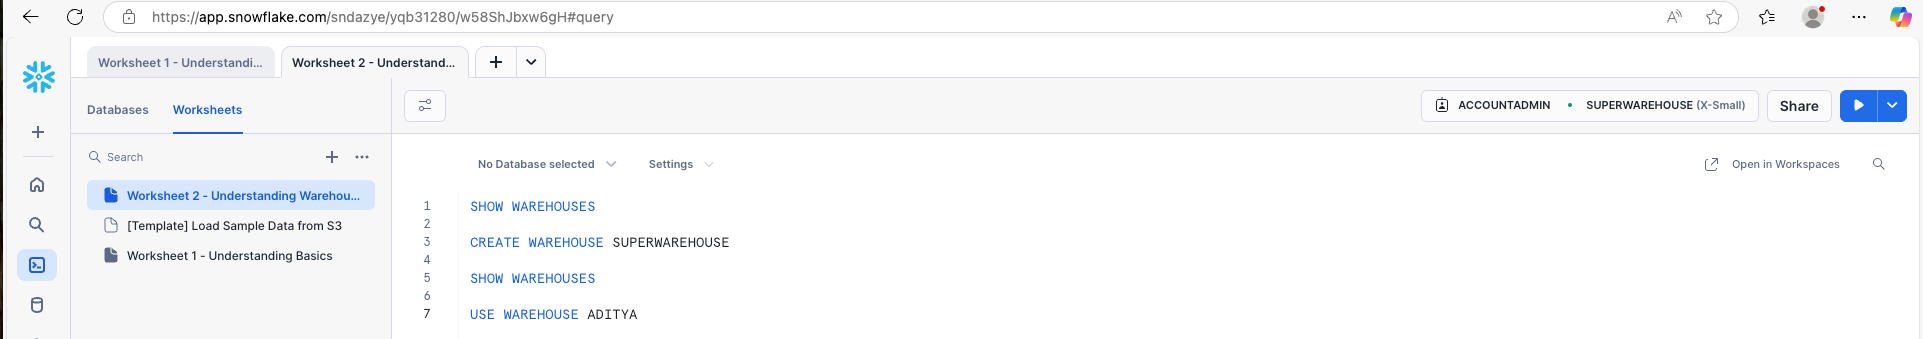 https://app.snowflake.com/sndazye/yqb31280/w58ShJbxw6gH#query
Worksheet 1 - Understandi...
Worksheet 2 - Understand...
Databases
Worksheets
ACCOUNTADMIN
SUPERWAREHOUSE (X-Small)
Share
Search
No Database selected
Settings
Open in Workspaces
Worksheet 2 - Understanding Warehou...
[Template] Load Sample Data from S3
Worksheet 1 - Understanding Basics
1 SHOW WAREHOUSES
2
3 CREATE WAREHOUSE SUPERWAREHOUSE
4
5 SHOW WAREHOUSES
6
7 USE WAREHOUSE ADITYA